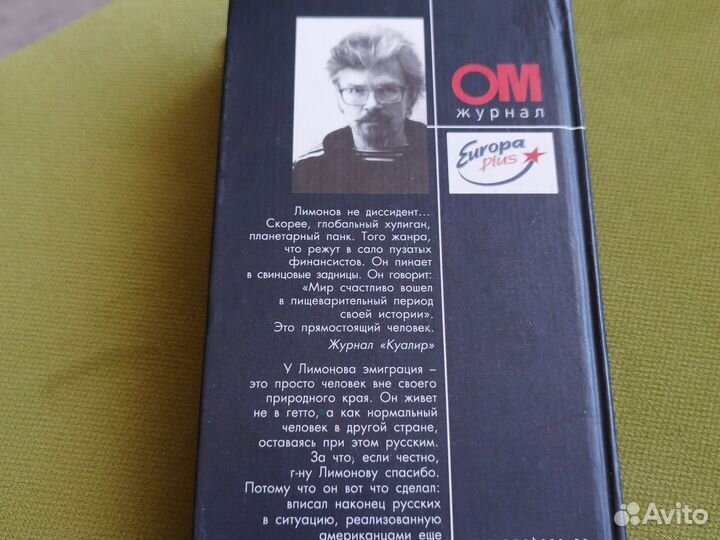 ОМ
журнал
Europa
plus
Лимонов не диссидент...
Скорее, глобальный хулиган,
планетарный панк. Того жанра,
что режут в сало пузатых
финансистов. Он пинает
в свинцовые задницы. Он говорит:
«Мир счастливо вошел
в пищеварительный период
своей истории».
Это прямостоящий человек.
Журнал «Куалир»
У Лимонова эмиграция –
это просто человек вне своего
природного края. Он живет
не в гетто, а как нормальный
человек в другой стране,
оставаясь при этом русским.
За что, если честно,
г-ну Лимонову спасибо.
Потому что он вот что сделал:
вписал наконец русских
в ситуацию, реализованную
американцами еще
Avito